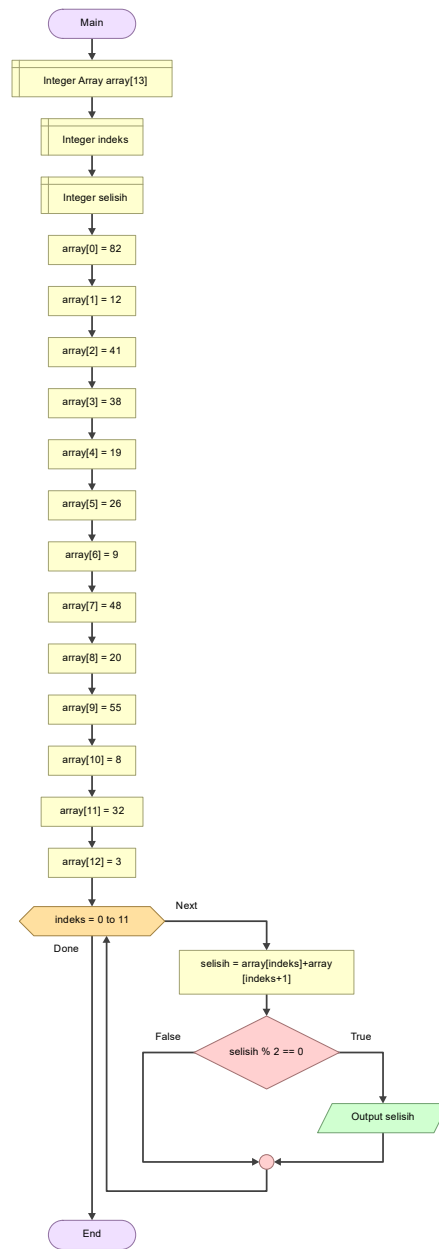 Main
Integer Array array[13]
Integer indeks
Integer selisih
array[0] = 82
array[1] = 12
array[2] = 41
array[3] = 38
array[4] = 19
array[5] = 26
array[6] = 9
array[7] = 48
array[8] = 20
array[9] = 55
array[10] = 8
array[11] = 32
array[12] = 3
indeks = 0 to 11
Next
Done
selisih = array[indeks]+array
[indeks+1]
False
True
selisih % 2 == 0
Output selisih
End